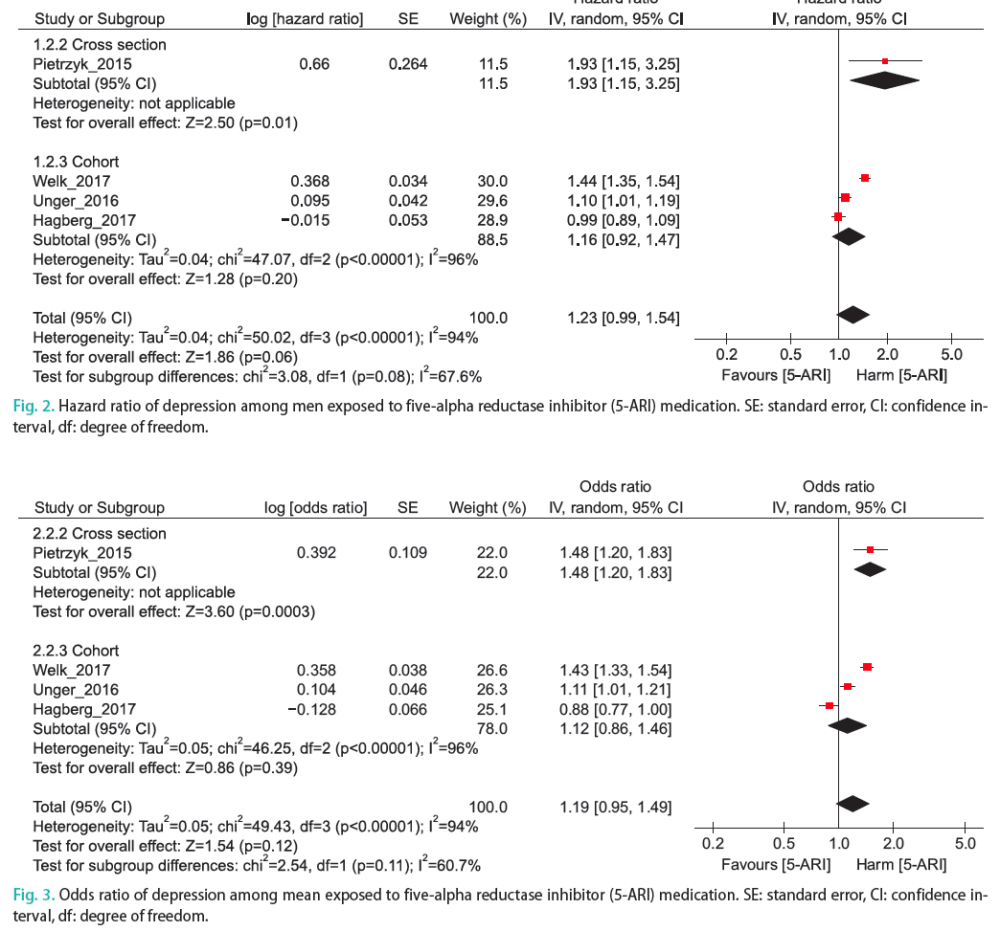 Hazard ratio Hazard ratio
Study or Subgroup log [hazard ratio] SE Weight (%) IV, random, 95% CI IV, random, 95% CI
1.2.2 Cross section
Pietrzyk_2015 0.66 0.264 11.5 1.93 [1.15, 3.25]
Subtotal (95% CI) 11.5 1.93 [1.15, 3.25]
Heterogeneity: not applicable
Test for overall effect: Z=2.50 (p=0.01)
1.2.3 Cohort
Welk_2017 0.368 0.034 30.0 1.44 [1.35, 1.54]
Unger_2016 0.095 0.042 29.6 1.10 [1.01, 1.19]
Hagberg_2017 −0.015 0.053 28.9 0.99 [0.89, 1.09]
Subtotal (95% CI) 88.5 1.16 [0.92, 1.47]
Heterogeneity: Tau²=0.04; chi²=47.07, df=2 (p<0.00001); I²=96%
Test for overall effect: Z=1.28 (p=0.20)
Total (95% CI) 100.0 1.23 [0.99, 1.54]
Heterogeneity: Tau²=0.04; chi²=50.02, df=3 (p<0.00001); I²=94%
Test for overall effect: Z=1.86 (p=0.06)
Test for subgroup differences: chi²=3.08, df=1 (p=0.08); I²=67.6%
0.2 0.5 1.0 2.0 5.0
Favours [5-ARI] Harm [5-ARI]
Fig. 2. Hazard ratio of depression among men exposed to five-alpha reductase inhibitor (5-ARI) medication. SE: standard error, CI: confidence in-
terval, df: degree of freedom.
Odds ratio Odds ratio
Study or Subgroup log [odds ratio] SE Weight (%) IV, random, 95% CI IV, random, 95% CI
2.2.2 Cross section
Pietrzyk_2015 0.392 0.109 22.0 1.48 [1.20, 1.83]
Subtotal (95% CI) 22.0 1.48 [1.20, 1.83]
Heterogeneity: not applicable
Test for overall effect: Z=3.60 (p=0.0003)
2.2.3 Cohort
Welk_2017 0.358 0.038 26.6 1.43 [1.33, 1.54]
Unger_2016 0.104 0.046 26.3 1.11 [1.01, 1.21]
Hagberg_2017 −0.128 0.066 25.1 0.88 [0.77, 1.00]
Subtotal (95% CI) 78.0 1.12 [0.86, 1.46]
Heterogeneity: Tau²=0.05; chi²=46.25, df=2 (p<0.00001); I²=96%
Test for overall effect: Z=0.86 (p=0.39)
Total (95% CI) 100.0 1.19 [0.95, 1.49]
Heterogeneity: Tau²=0.05; chi²=49.43, df=3 (p<0.00001); I²=94%
Test for overall effect: Z=1.54 (p=0.12)
Test for subgroup differences: chi²=2.54, df=1 (p=0.11); I²=60.7%
0.2 0.5 1.0 2.0 5.0
Favours [5-ARI] Harm [5-ARI]
Fig. 3. Odds ratio of depression among mean exposed to five-alpha reductase inhibitor (5-ARI) medication. SE: standard error, CI: confidence in-
terval, df: degree of freedom.